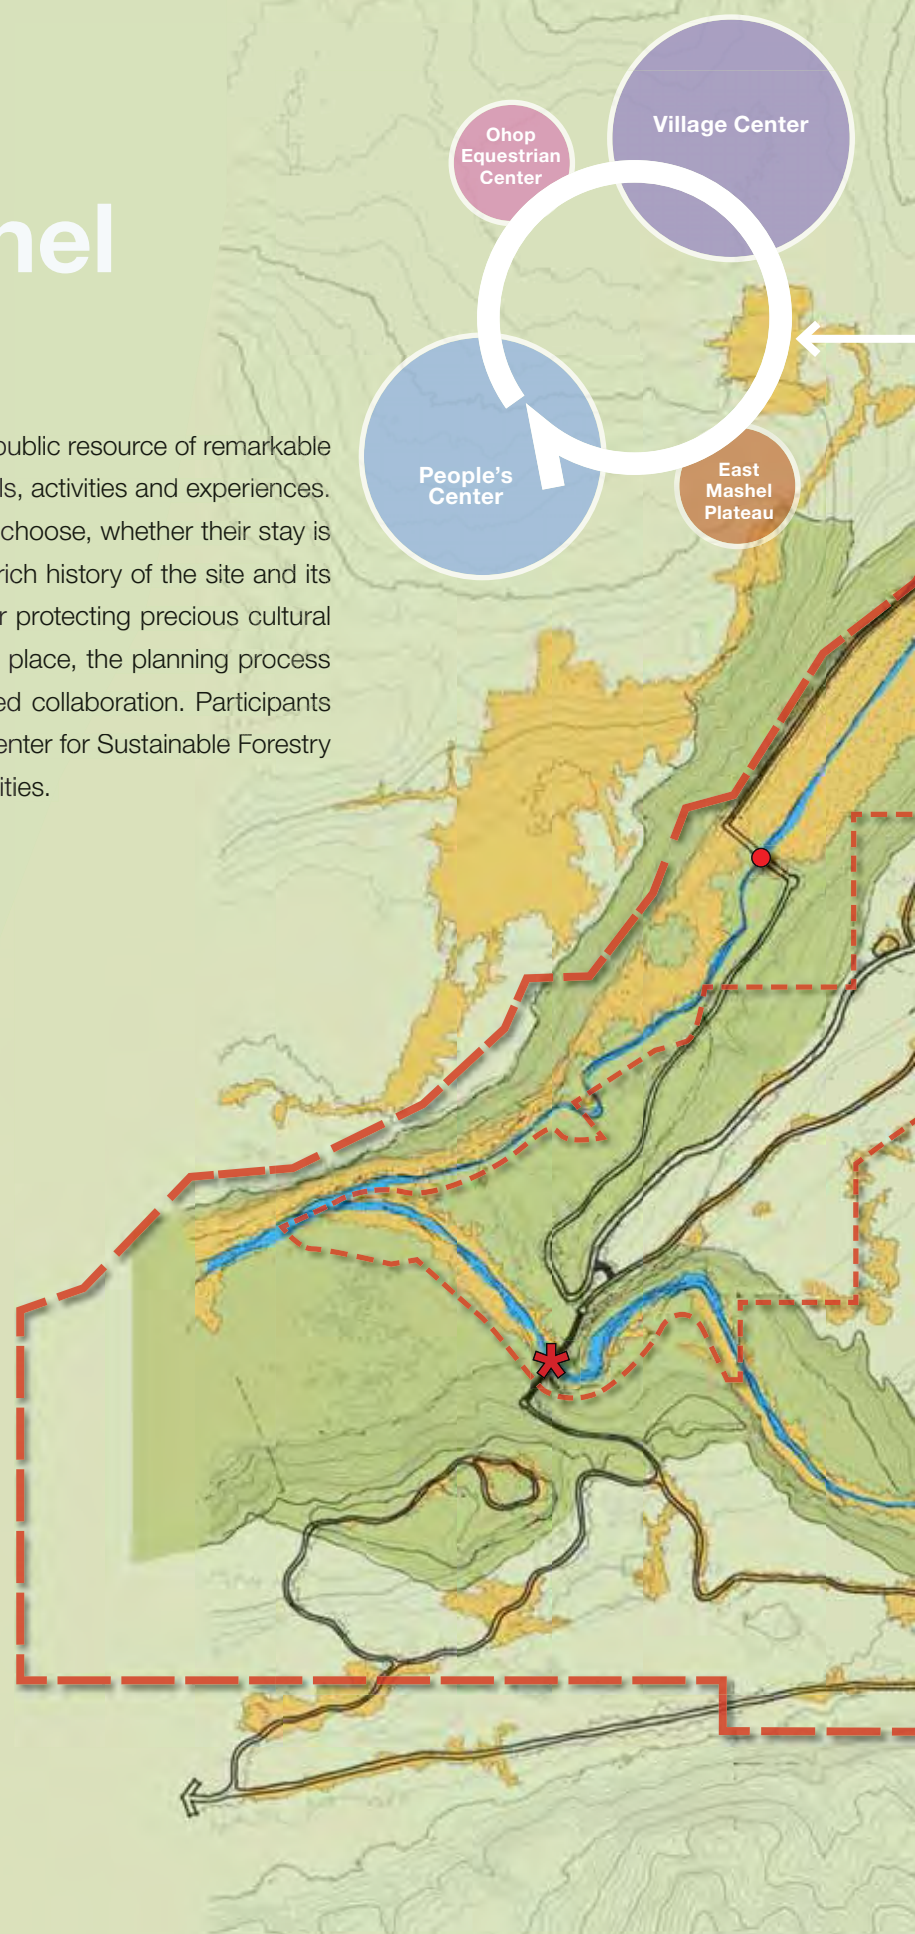 Village Center
Ohop
Equestrian
Center
nel
People's
Center
East
Mashel
Plateau
public resource of remarkable
ls, activities and experiences.
choose, whether their stay is
rich history of the site and its
r protecting precious cultural
place, the planning process
ed collaboration. Participants
enter for Sustainable Forestry
ities.